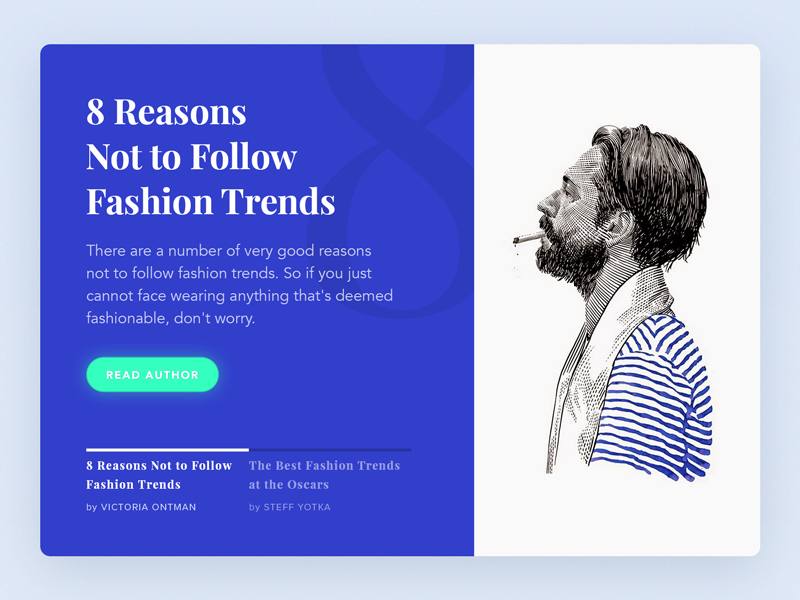 8
8 Reasons
Not to Follow
Fashion Trends
There are a number of very good reasons
not to follow fashion trends. So if you just
cannot face wearing anything that's deemed
fashionable, don't worry.
READ AUTHOR
8 Reasons Not to Follow
Fashion Trends
by VICTORIA ONTMAN
The Best Fashion Trends
at the Oscars
by STEFF YOTKA